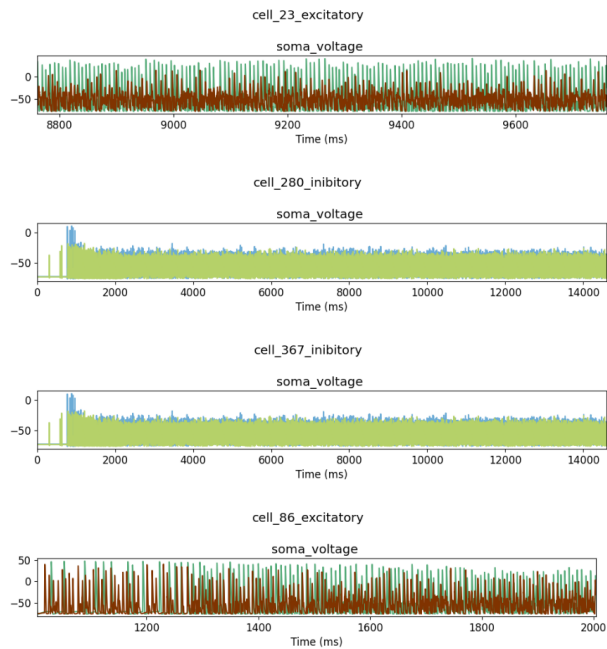 cell_23_excitatory
soma_voltage
0
−50
8800 9000 9200 9400 9600
Time (ms)
cell_280_inibitory
soma_voltage
0
−50
0 2000 4000 6000 8000 10000 12000 14000
Time (ms)
cell_367_inibitory
soma_voltage
0
−50
0 2000 4000 6000 8000 10000 12000 14000
Time (ms)
cell_86_excitatory
soma_voltage
50
0
−50
1200 1400 1600 1800 2000
Time (ms)